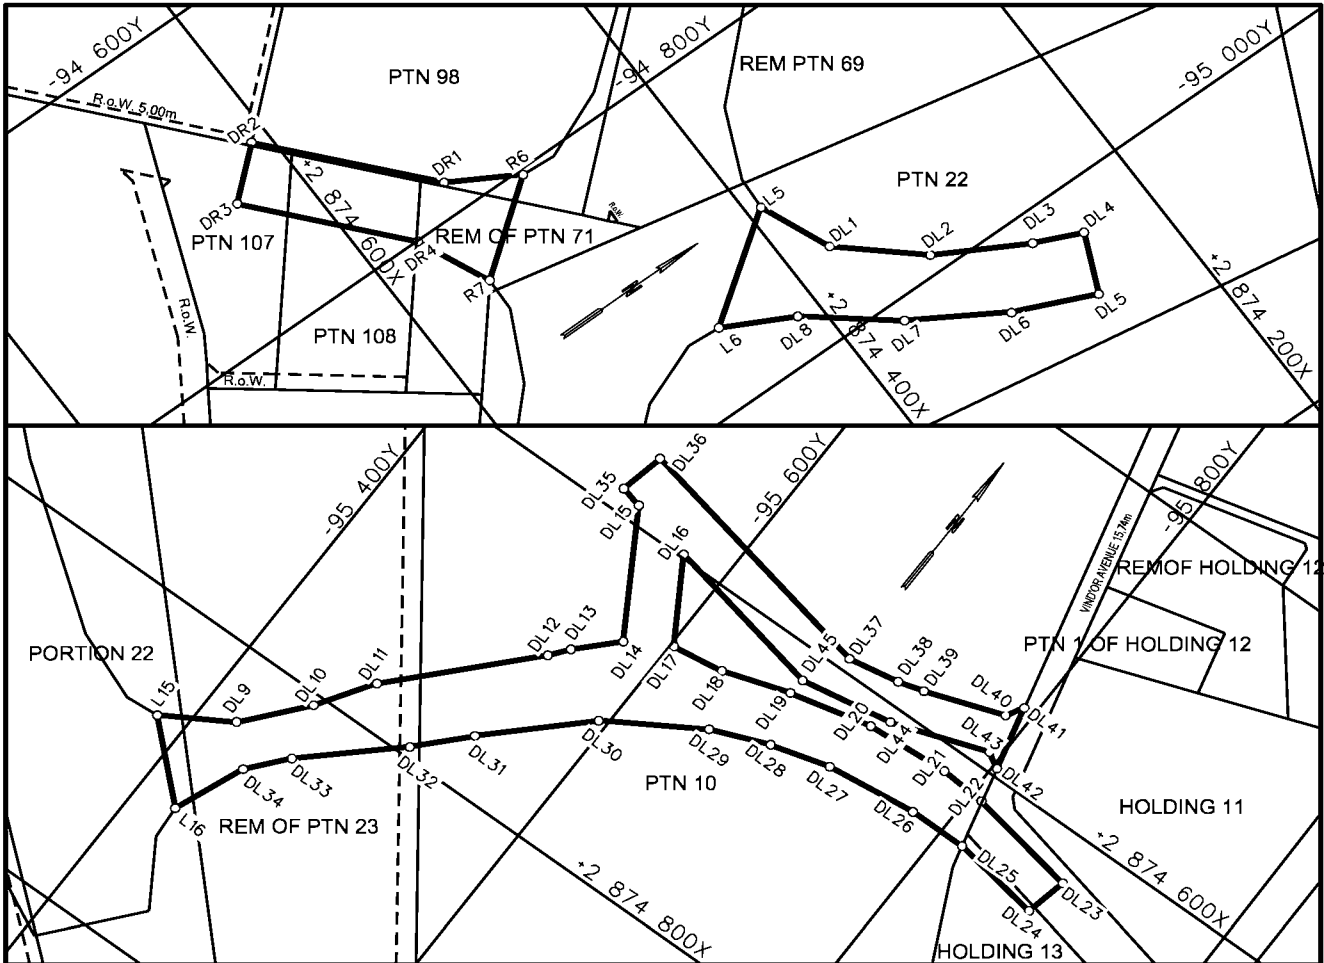 -94 600Y
PTN 98
-94 800Y
REM PTN 69
-95 000Y
R.o.W. 5,00m
DR2
DR1
R6
DR3
+2 874 600X
PTN 107
DR4
REM OF PTN 71
R7
R.o.W.
R.o.W.
PTN 108
R.o.W.
N
PTN 22
L5
DL1
DL2
DL3
DL4
DL5
DL6
DL7
DL8
L6
+2 874 400X
+2 874 200X
-95 400Y
-95 600Y
-95 800Y
DL36
DL35
DL15
DL16
N
VIND'OR AVENUE 15,74m
REMOF HOLDING 12
PTN 1 OF HOLDING 12
PORTION 22
L15
DL9
DL10
DL11
DL12
DL13
DL14
DL17
DL18
DL19
DL45
DL37
DL38
DL39
DL40
DL41
DL20
DL44
DL43
DL42
DL21
DL22
L16
DL34
DL33
DL32
DL31
DL30
DL29
DL28
DL27
DL26
DL25
DL24
DL23
REM OF PTN 23
PTN 10
HOLDING 11
+2 874 800X
+2 874 600X
HOLDING 13